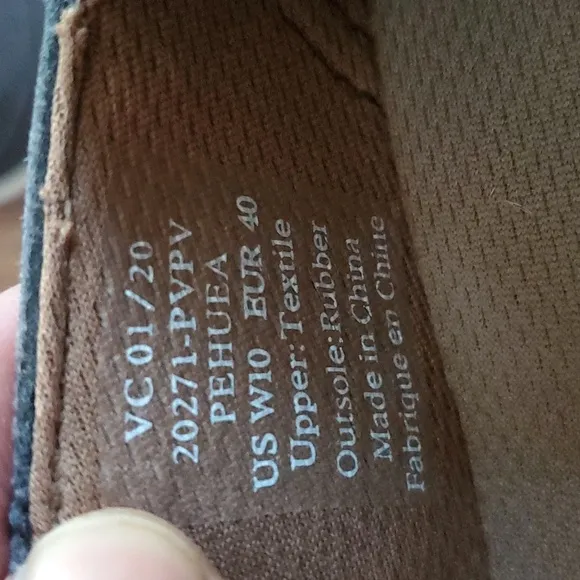 VC 01/20
20271-PVPV
PEHUEA
US W10 EUR 40
Upper:Textile
Outsole:Rubber
Made in China
Fabrique en Chine